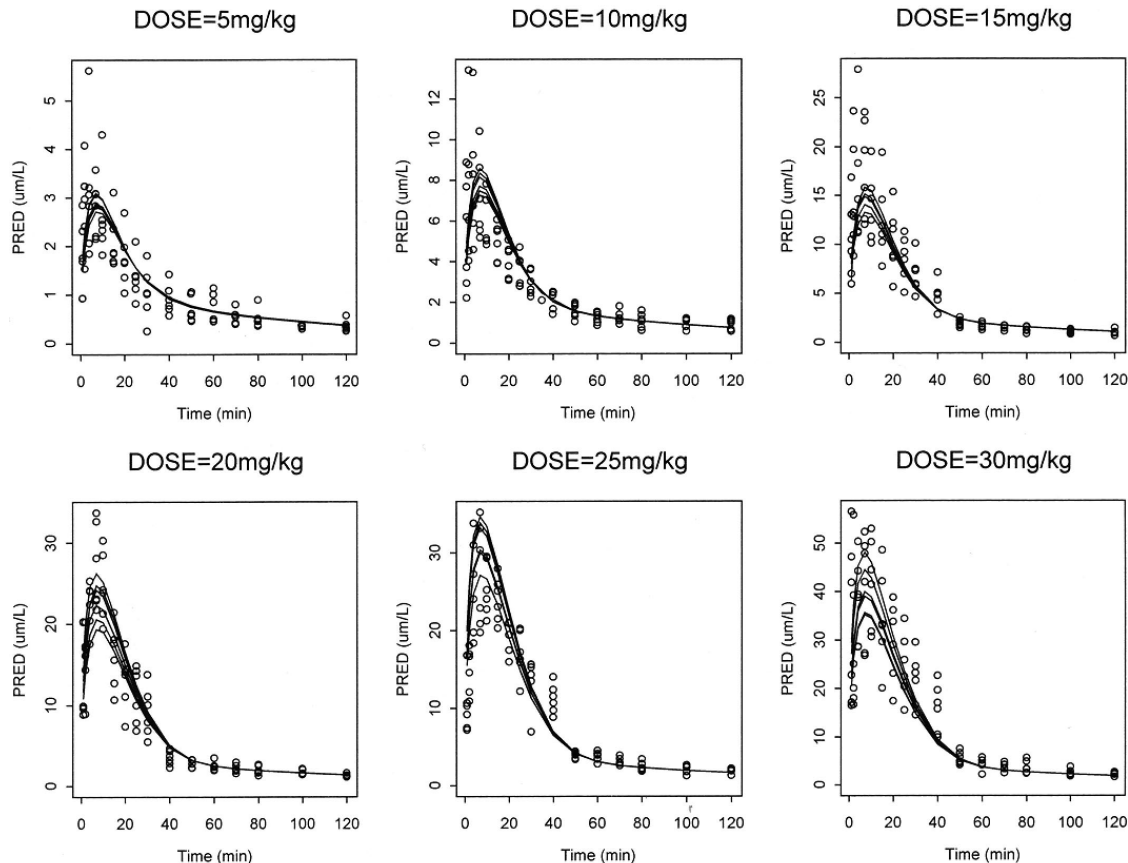 DOSE=5mg/kg
DOSE=10mg/kg
DOSE=15mg/kg
PRED (um/L)
0 1 2 3 4 5
0 20 40 60 80 100 120
Time (min)
PRED (um/L)
0 2 4 6 8 10 12
0 20 40 60 80 100 120
Time (min)
PRED (um/L)
0 5 10 15 20 25
0 20 40 60 80 100 120
Time (min)
DOSE=20mg/kg
DOSE=25mg/kg
DOSE=30mg/kg
PRED (um/L)
0 10 20 30
0 20 40 60 80 100 120
Time (min)
PRED (um/L)
0 10 20 30
0 20 40 60 80 100 120
Time (min)
PRED (um/L)
0 10 20 30 40 50
0 20 40 60 80 100 120
Time (min)